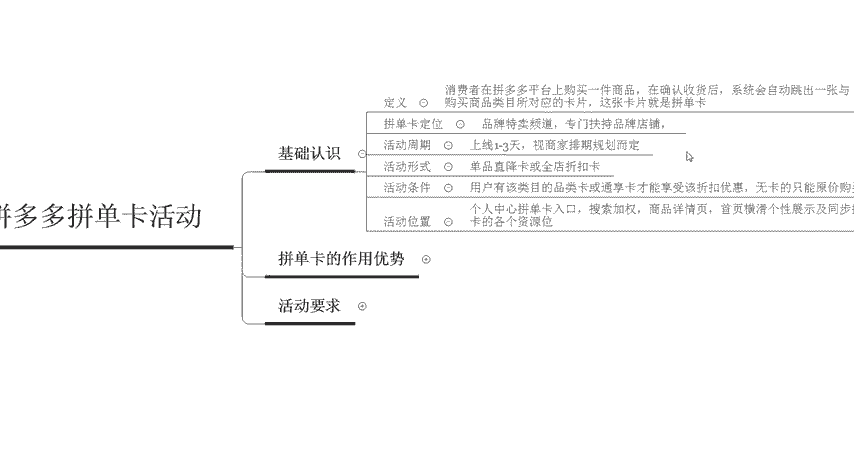 定义
消费者在拼多多平台上购买一件商品，在确认收货后，系统会自动跳出一张与
购买商品类目所对应的卡片，这张卡片就是拼单卡
拼单卡定位
品牌特卖频道，专门扶持品牌店铺，
基础认识
活动周期
上线1-3天，视商家排期规划而定
活动形式
单品直降卡或全店折扣卡
活动条件
用户有该类目的品类卡或通享卡才能享受该折扣优惠，无卡的只能原价购
活动位置
个人中心拼单卡入口，搜索加权，商品详情页，首页横滑个性展示及同步
卡的各个资源位
拼多多拼单卡活动
拼单卡的作用优势
活动要求